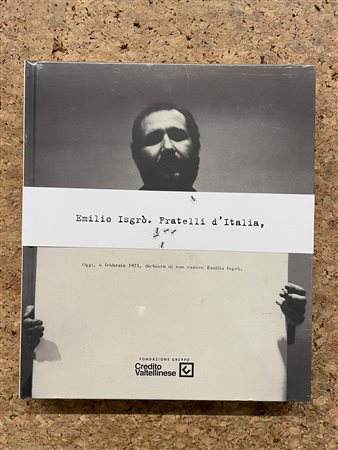 Emilio Isgrò. Fratelli d'Italia,
Oggi, 6 febbraio 1971, dichiaro di non essere Emilio Isgrò.
FONDAZIONE GRUPPO
Credito
Valtellinese